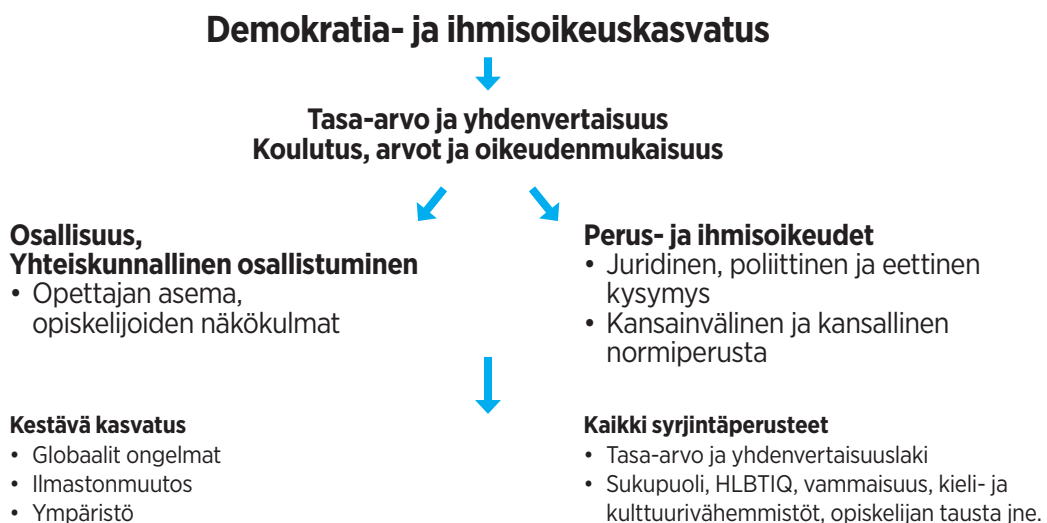 Demokratia- ja ihmisoikeuskasvatus
Tasa-arvo ja yhdenvertaisuus
Koulutus, arvot ja oikeudenmukaisuus
Osallisuus,
Yhteiskunnallinen osallistuminen
• Opettajan asema,
opiskelijoiden näkökulmat
Perus- ja ihmisoikeudet
• Juridinen, poliittinen ja eettinen
kysymys
• Kansainvälinen ja kansallinen
normiperusta
Kestävä kasvatus
• Globaalit ongelmat
• Ilmastonmuutos
• Ympäristö
Kaikki syrjintäperusteet
• Tasa-arvo ja yhdenvertaisuuslaki
• Sukupuoli, HLBTIQ, vammaisuus, kieli- ja
kulttuurivähemmistöt, opiskelijan tausta jne.